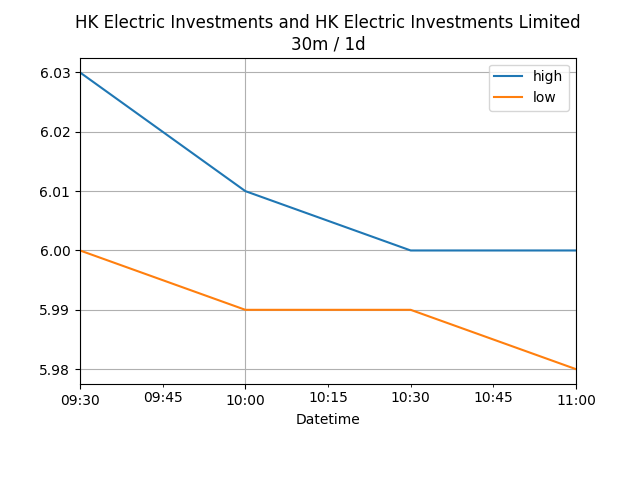 HK Electric Investments and HK Electric Investments Limited
30m / 1d
high
low
6.03
6.02
6.01
6.00
5.99
5.98
09:30 09:45 10:00 10:15 10:30 10:45 11:00
Datetime